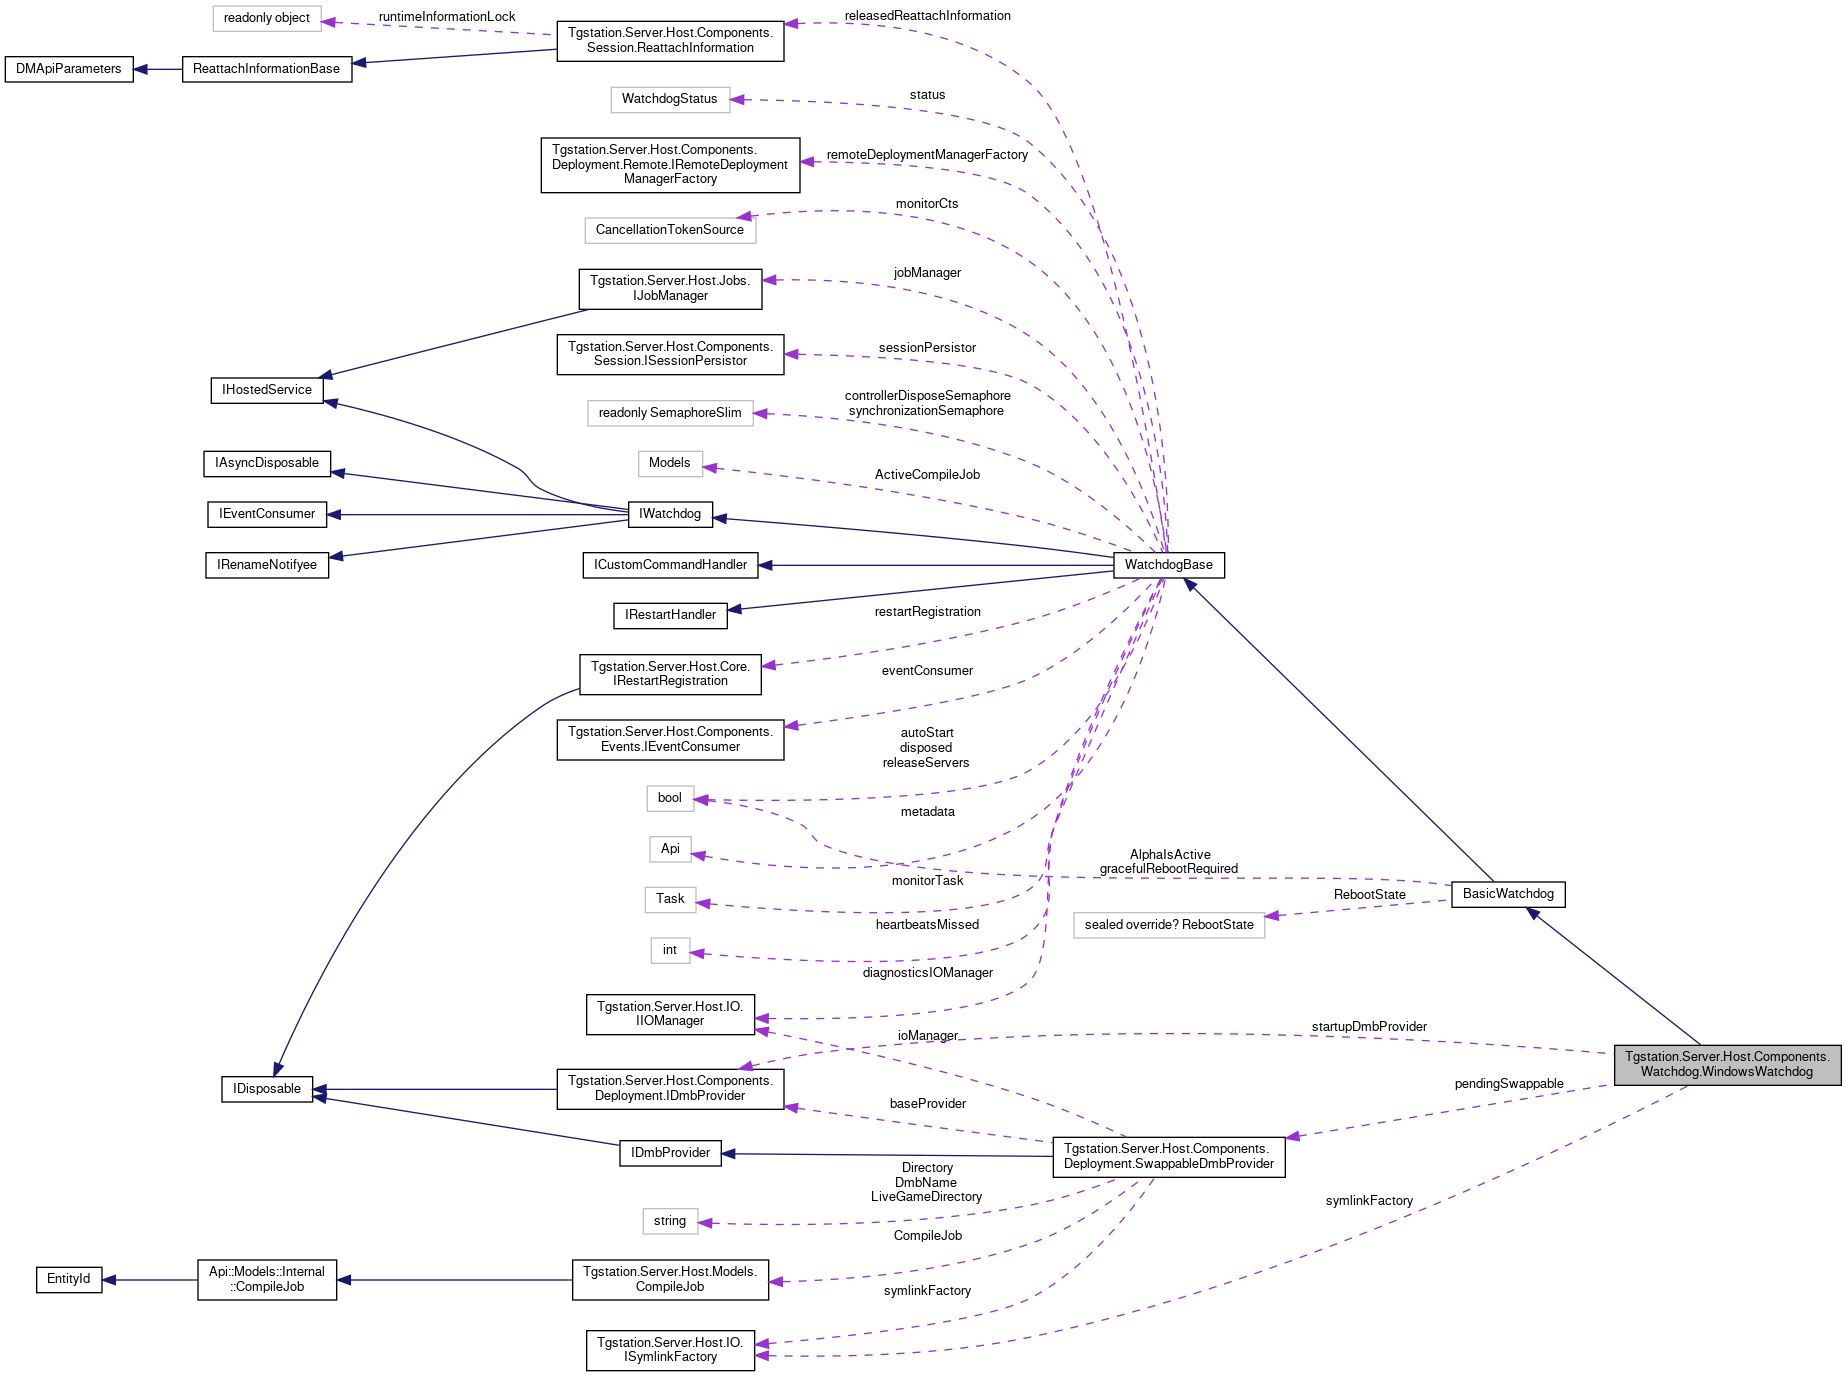 readonly object
runtimeInformationLock
Tgstation.Server.Host.Components.
Session.ReattachInformation
releasedReattachInformation
DMApiParameters
ReattachInformationBase
WatchdogStatus
status
Tgstation.Server.Host.Components.
Deployment.Remote.IRemoteDeployment
ManagerFactory
remoteDeploymentManagerFactory
CancellationTokenSource
monitorCts
Tgstation.Server.Host.Jobs.
IJobManager
jobManager
Tgstation.Server.Host.Components.
Session.ISessionPersistor
sessionPersistor
IHostedService
readonly SemaphoreSlim
controllerDisposeSemaphore
synchronizationSemaphore
IAsyncDisposable
Models
ActiveCompileJob
IEventConsumer
IWatchdog
IRenameNotifyee
ICustomCommandHandler
WatchdogBase
IRestartHandler
restartRegistration
Tgstation.Server.Host.Core.
IRestartRegistration
eventConsumer
Tgstation.Server.Host.Components.
Events.IEventConsumer
autoStart
disposed
releaseServers
bool
metadata
Api
AlphaIsActive
gracefulRebootRequired
monitorTask
Task
BasicWatchdog
RebootState
sealed override? RebootState
heartbeatsMissed
int
diagnosticsIOManager
Tgstation.Server.Host.IO.
IIOManager
ioManager
startupDmbProvider
Tgstation.Server.Host.Components.
Watchdog.WindowsWatchdog
IDisposable
Tgstation.Server.Host.Components.
Deployment.IDmbProvider
baseProvider
pendingSwappable
IDmbProvider
Tgstation.Server.Host.Components.
Deployment.SwappableDmbProvider
Directory
DmbName
LiveGameDirectory
string
symlinkFactory
CompileJob
EntityId
Api::Models::Internal
::CompileJob
Tgstation.Server.Host.Models.
CompileJob
symlinkFactory
Tgstation.Server.Host.IO.
ISymlinkFactory